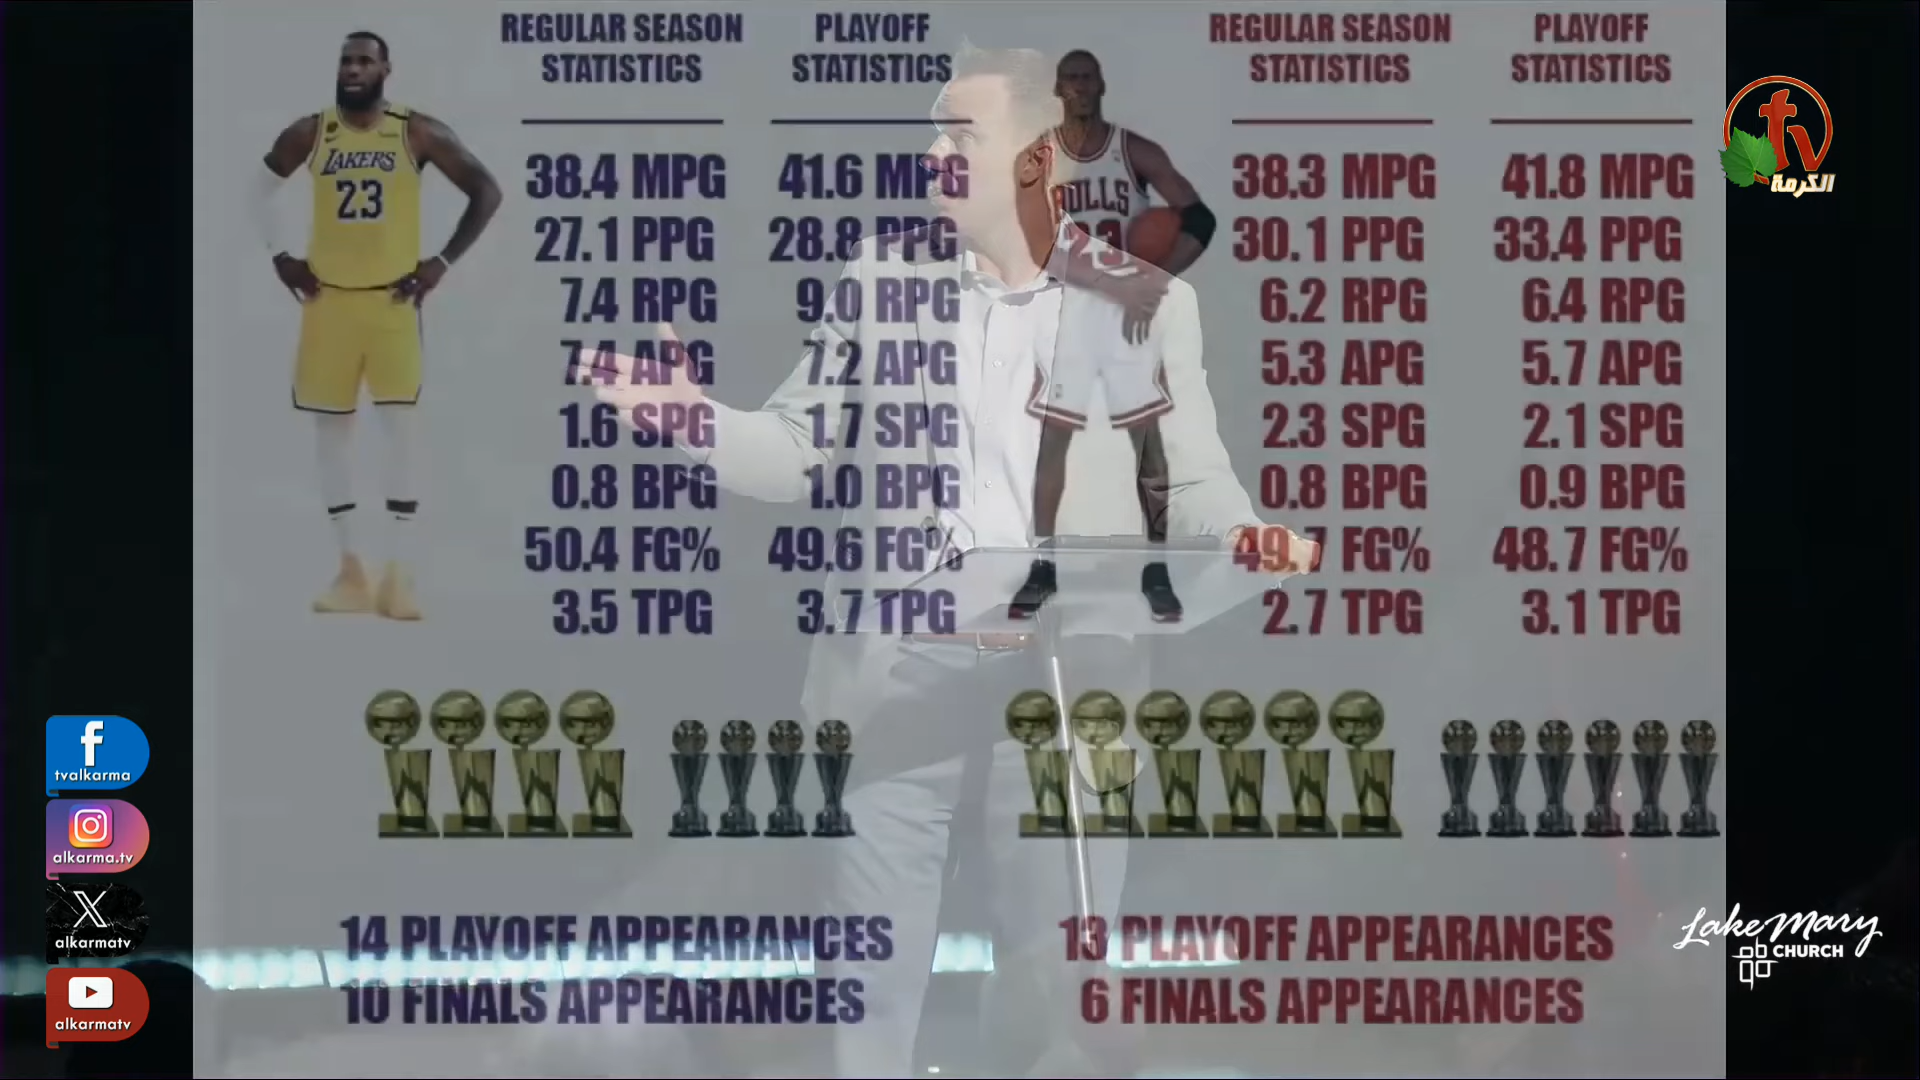 REGULAR SEASON
STATISTICS
38.4 MPG
27.1 PPG
7.4 RPG
7.4 APG
1.6 SPG
0.8 BPG
50.4 FG%
3.5 TPG
PLAYOFF
STATISTICS
41.6 MPG
28.8 PPG
9.0 RPG
7.2 APG
1.7 SPG
1.0 BPG
49.6 FG%
3.7 TPG
14 PLAYOFF APPEARANCES
10 FINALS APPEARANCES
LAKERS
23
REGULAR SEASON
STATISTICS
38.3 MPG
30.1 PPG
6.2 RPG
5.3 APG
2.3 SPG
0.8 BPG
49.7 FG%
2.7 TPG
PLAYOFF
STATISTICS
41.8 MPG
33.4 PPG
6.4 RPG
5.7 APG
2.1 SPG
0.9 BPG
48.7 FG%
3.1 TPG
13 PLAYOFF APPEARANCES
6 FINALS APPEARANCES
BULLS
23
tv
الكرمة
f
tvalkarma
alkarma.tv
X
alkarmatv
alkarmatv
Lake Mary
CHURCH